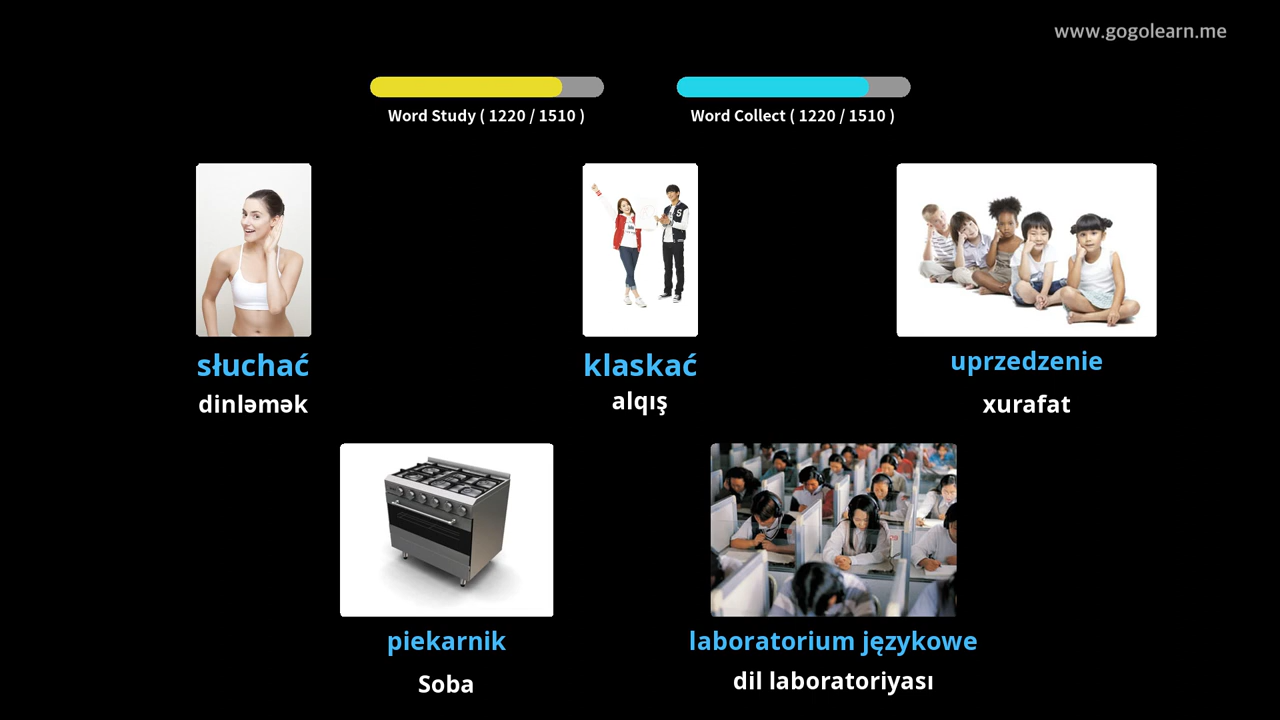 www.gogolearn.me
Word Study ( 1220 / 1510 )
Word Collect ( 1220 / 1510 )
słuchać
dinləmək
klaskać
alqış
uprzedzenie
xurafat
piekarnik
Soba
laboratorium językowe
dil laboratoriyası